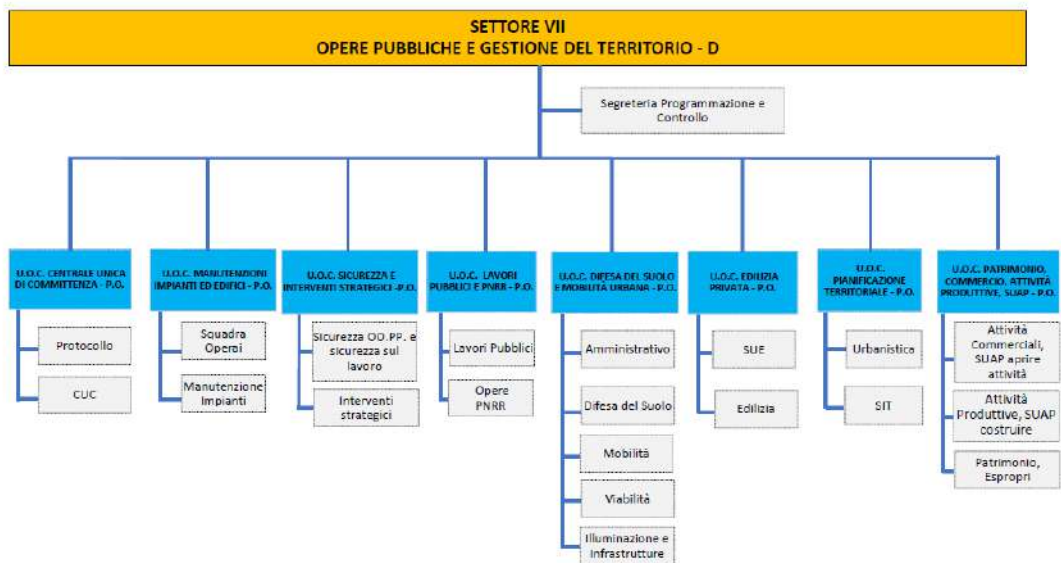 SETTORE VII
OPERE PUBBLICHE E GESTIONE DEL TERRITORIO - D
Segreteria Programmazione e
Controllo
U.O.C. CENTRALE UNICA
DI COMMITTENZA - P.O.
Protocollo
CUC
U.O.C. MANUTENZIONI
IMPIANTI ED EDIFICI - P.O.
Squadra
Operai
Manutenzione
Impianti
U.O.C. SICUREZZA E
INTERVENTI STRATEGICI -P.O.
Sicurezza OO.PP. e
sicurezza sul
lavoro
Interventi
strategici
U.O.C. LAVORI
PUBBLICI E PNRR - P.O.
Lavori Pubblici
Opere
PNRR
U.O.C. DIFESA DEL SUOLO
E MOBILITÀ URBANA - P.O.
Amministrativo
Difesa del Suolo
Mobilità
Viabilità
Illuminazione e
Infrastrutture
U.O.C. EDILIZIA
PRIVATA - P.O.
SUE
Edilizia
U.O.C.
PIANIFICAZIONE
TERRITORIALE - P.O.
Urbanistica
SIT
U.O.C. PATRIMONIO,
COMMERCIO, ATTIVITÀ
PRODUTTIVE, SUAP - P.O.
Attività
Commerciali,
SUAP aprire
attività
Attività
Produttive, SUAP
costruire
Patrimonio,
Espropri